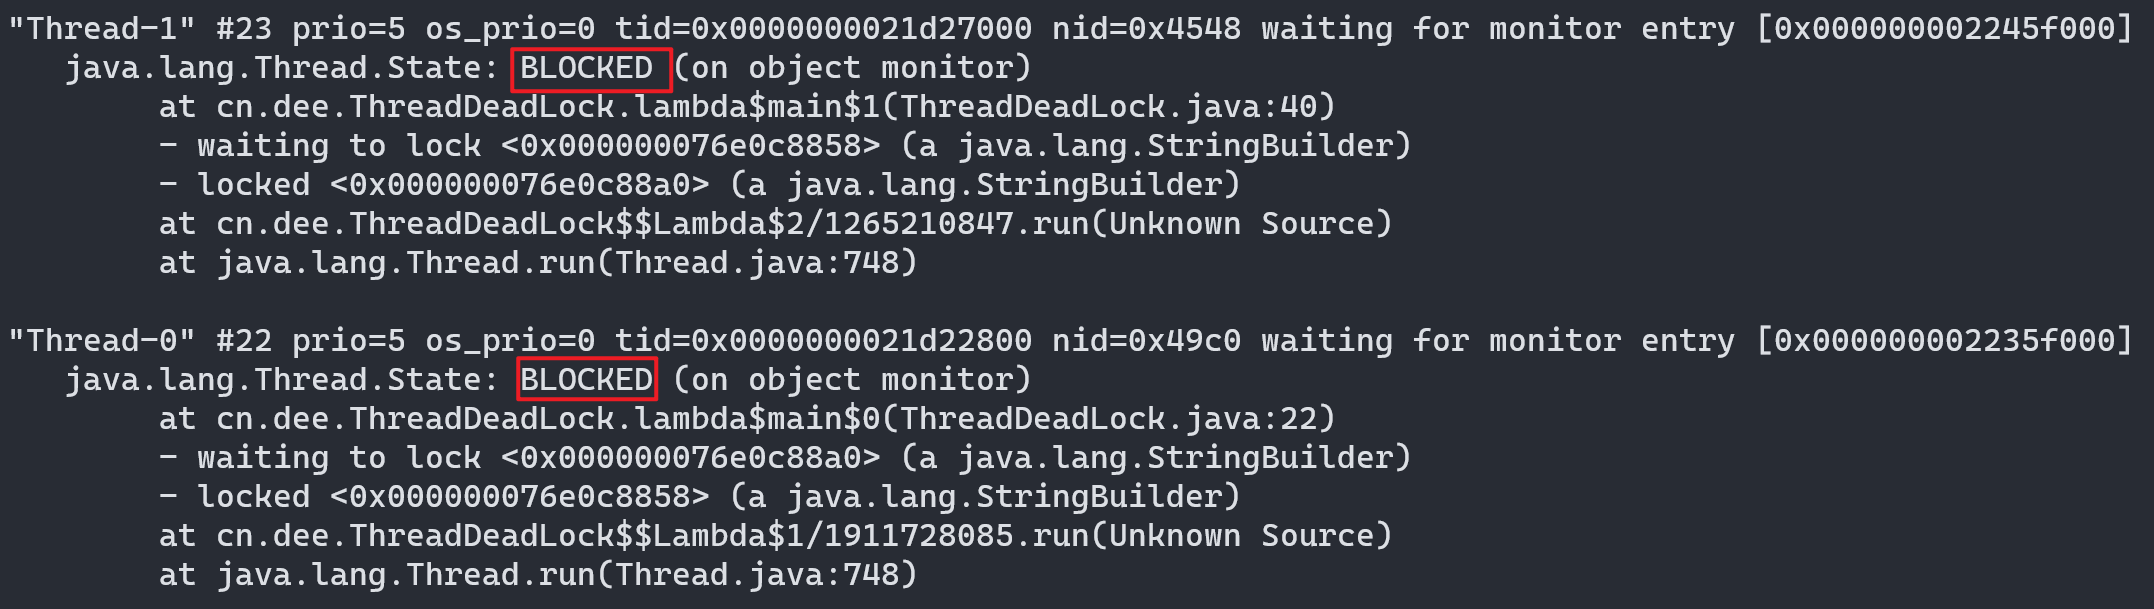 "Thread-1" #23 prio=5 os_prio=0 tid=0x0000000021d27000 nid=0x4548 waiting for monitor entry [0x000000002245f000]
java.lang.Thread.State: BLOCKED (on object monitor)
at cn.dee.ThreadDeadLock.lambda$main$1(ThreadDeadLock.java:40)
- waiting to lock <0x000000076e0c8858> (a java.lang.StringBuilder)
- locked <0x000000076e0c88a0> (a java.lang.StringBuilder)
at cn.dee.ThreadDeadLock$$Lambda$2/1265210847.run(Unknown Source)
at java.lang.Thread.run(Thread.java:748)
"Thread-0" #22 prio=5 os_prio=0 tid=0x0000000021d22800 nid=0x49c0 waiting for monitor entry [0x000000002235f000]
java.lang.Thread.State: BLOCKED (on object monitor)
at cn.dee.ThreadDeadLock.lambda$main$0(ThreadDeadLock.java:22)
- waiting to lock <0x000000076e0c88a0> (a java.lang.StringBuilder)
- locked <0x000000076e0c8858> (a java.lang.StringBuilder)
at cn.dee.ThreadDeadLock$$Lambda$1/1911728085.run(Unknown Source)
at java.lang.Thread.run(Thread.java:748)